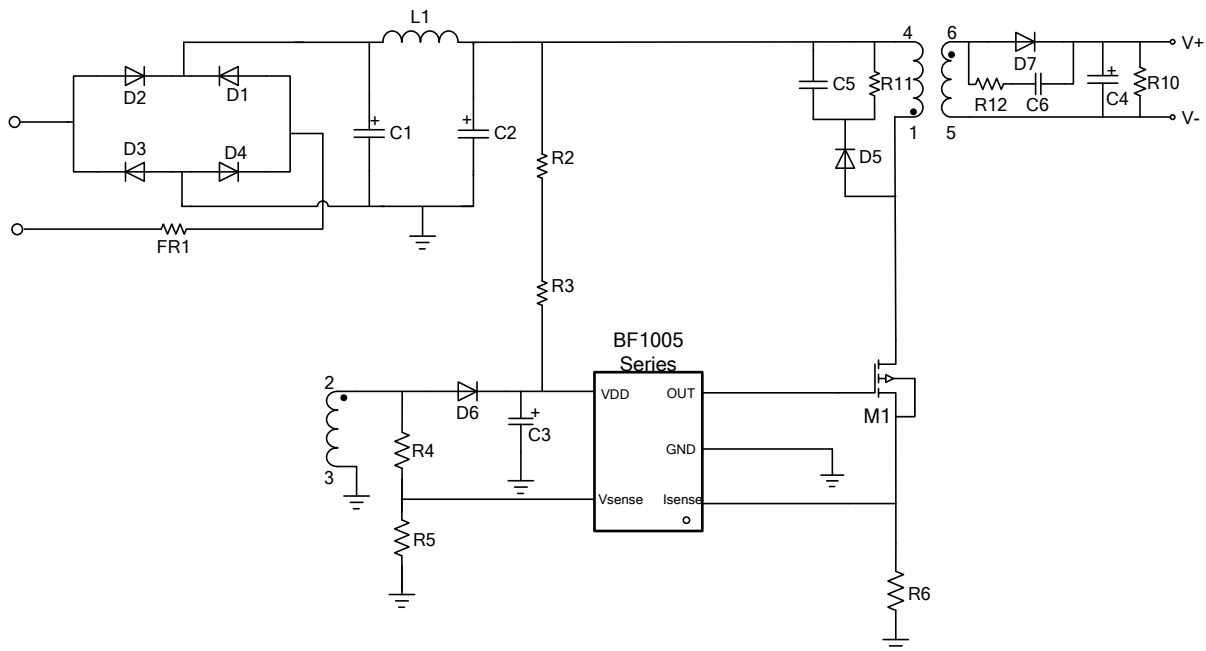 L1
4
6
V+
D7
D2
D1
C5
R11
R12
C6
C4
R10
+
+
+
C1
C2
1
5
V-
D3
D4
R2
D5
FR1
R3
BF1005
Series
2
D6
VDD
OUT
M1
+
C3
R4
GND
3
Vsense
Isense
R5
R6